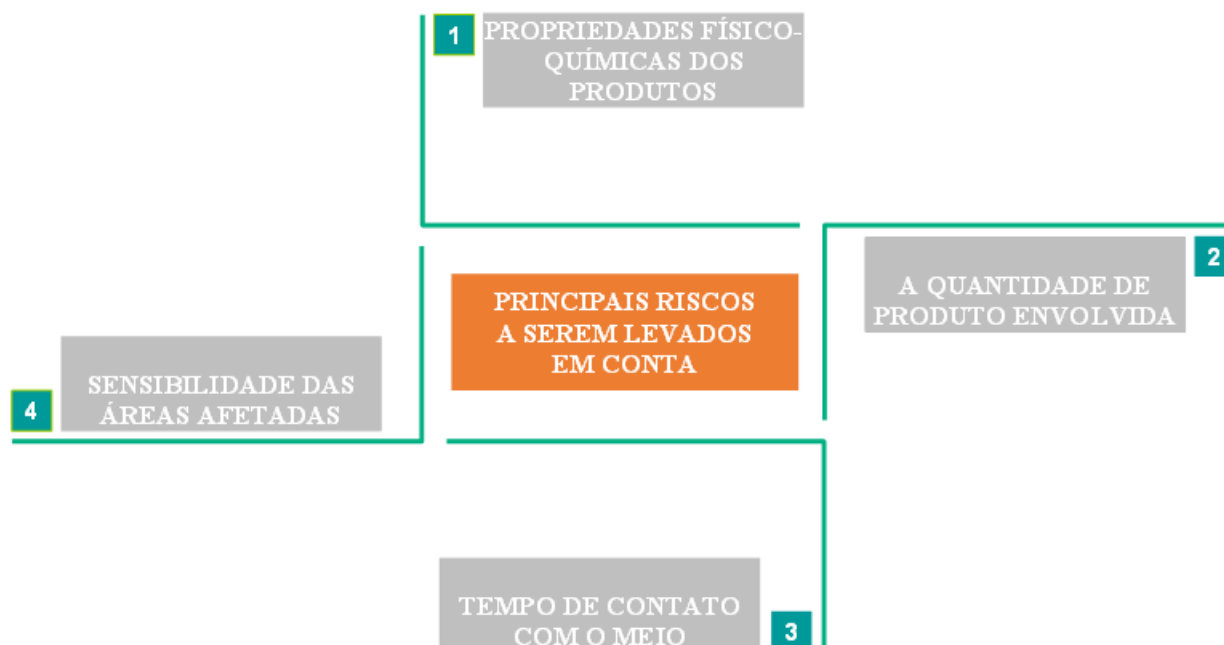 1
PROPRIEDADES FÍSICO-
QUÍMICAS DOS
PRODUTOS
2
A QUANTIDADE DE
PRODUTO ENVOLVIDA
PRINCIPAIS RISCOS
A SEREM LEVADOS
EM CONTA
SENSIBILIDADE DAS
ÁREAS AFETADAS
4
TEMPO DE CONTATO
COM O MEIO
3